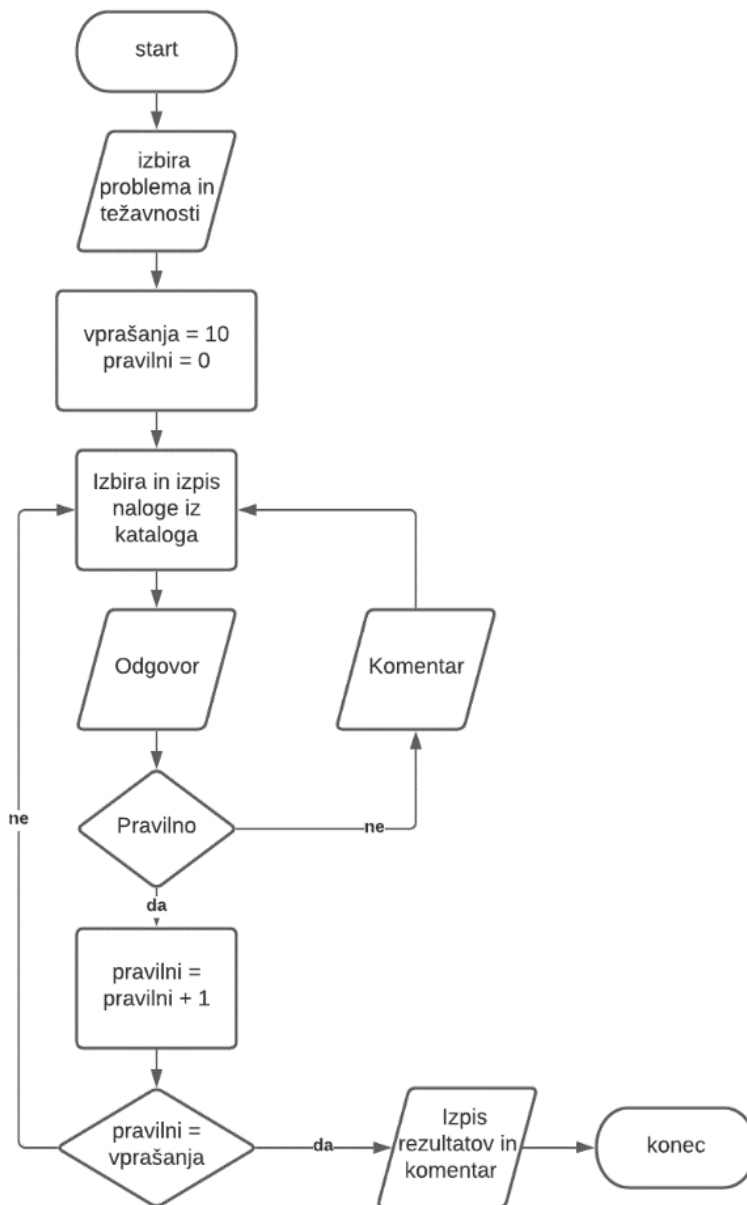 start
izbira
problema in
težavnosti
vprašanja = 10
pravilni = 0
Izbira in izpis
naloge iz
kataloga
Odgovor
Komentar
ne
Pravilno
ne
da
pravilni =
pravilni + 1
pravilni =
vprašanja
da
Izpis
rezultatov in
komentar
konec